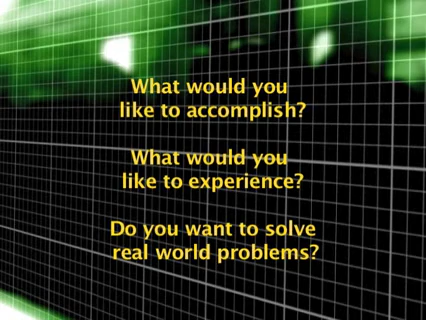 What would you
like to accomplish?
What would you
like to experience?
Do you want to solve
real world problems?